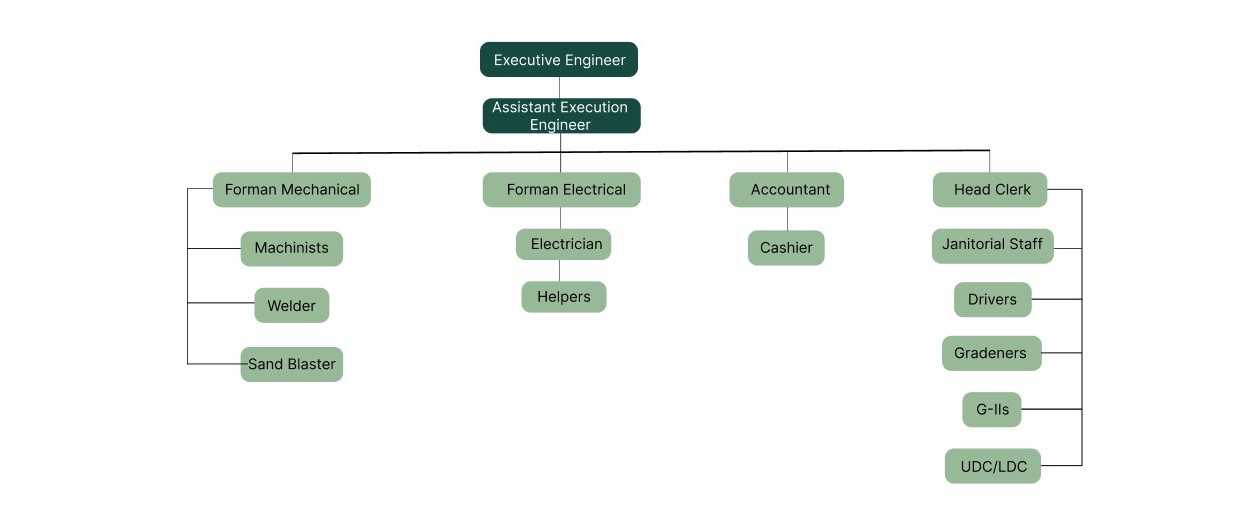 Executive Engineer
Assistant Execution
Engineer
Forman Mechanical
Forman Electrical
Accountant
Head Clerk
Machinists
Electrician
Cashier
Janitorial Staff
Welder
Helpers
Drivers
Sand Blaster
Gradeners
G-IIs
UDC/LDC